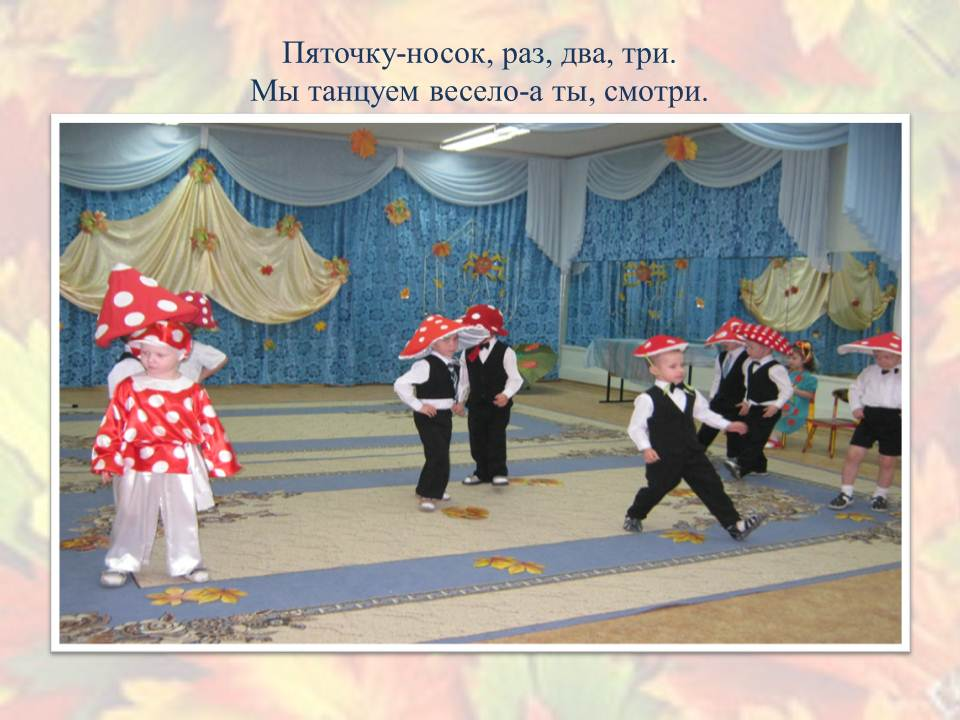 Пяточку-носок, раз, два, три.
Мы танцуем весело-а ты, смотри.